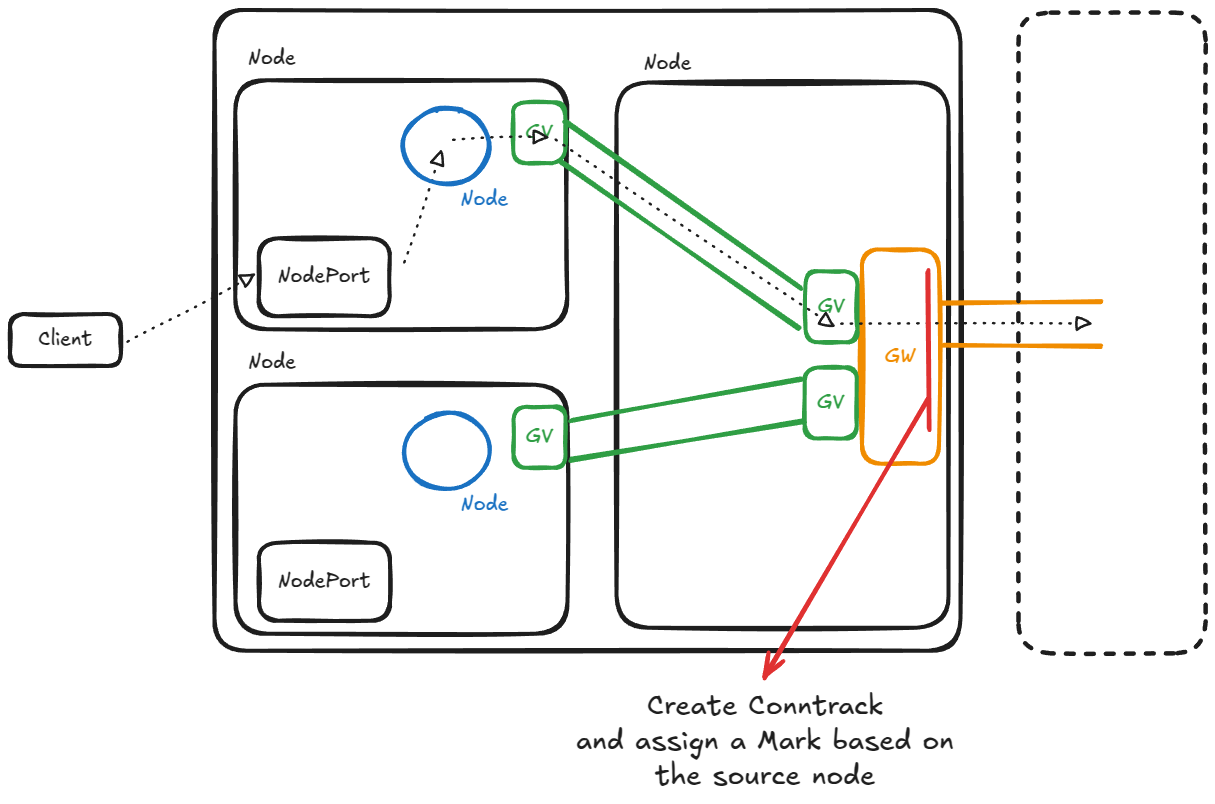 Node
Node
GV
Node
NodePort
Client
GV
GW
Node
GV
GV
Node
NodePort
Create Conntrack
and assign a Mark based on
the source node